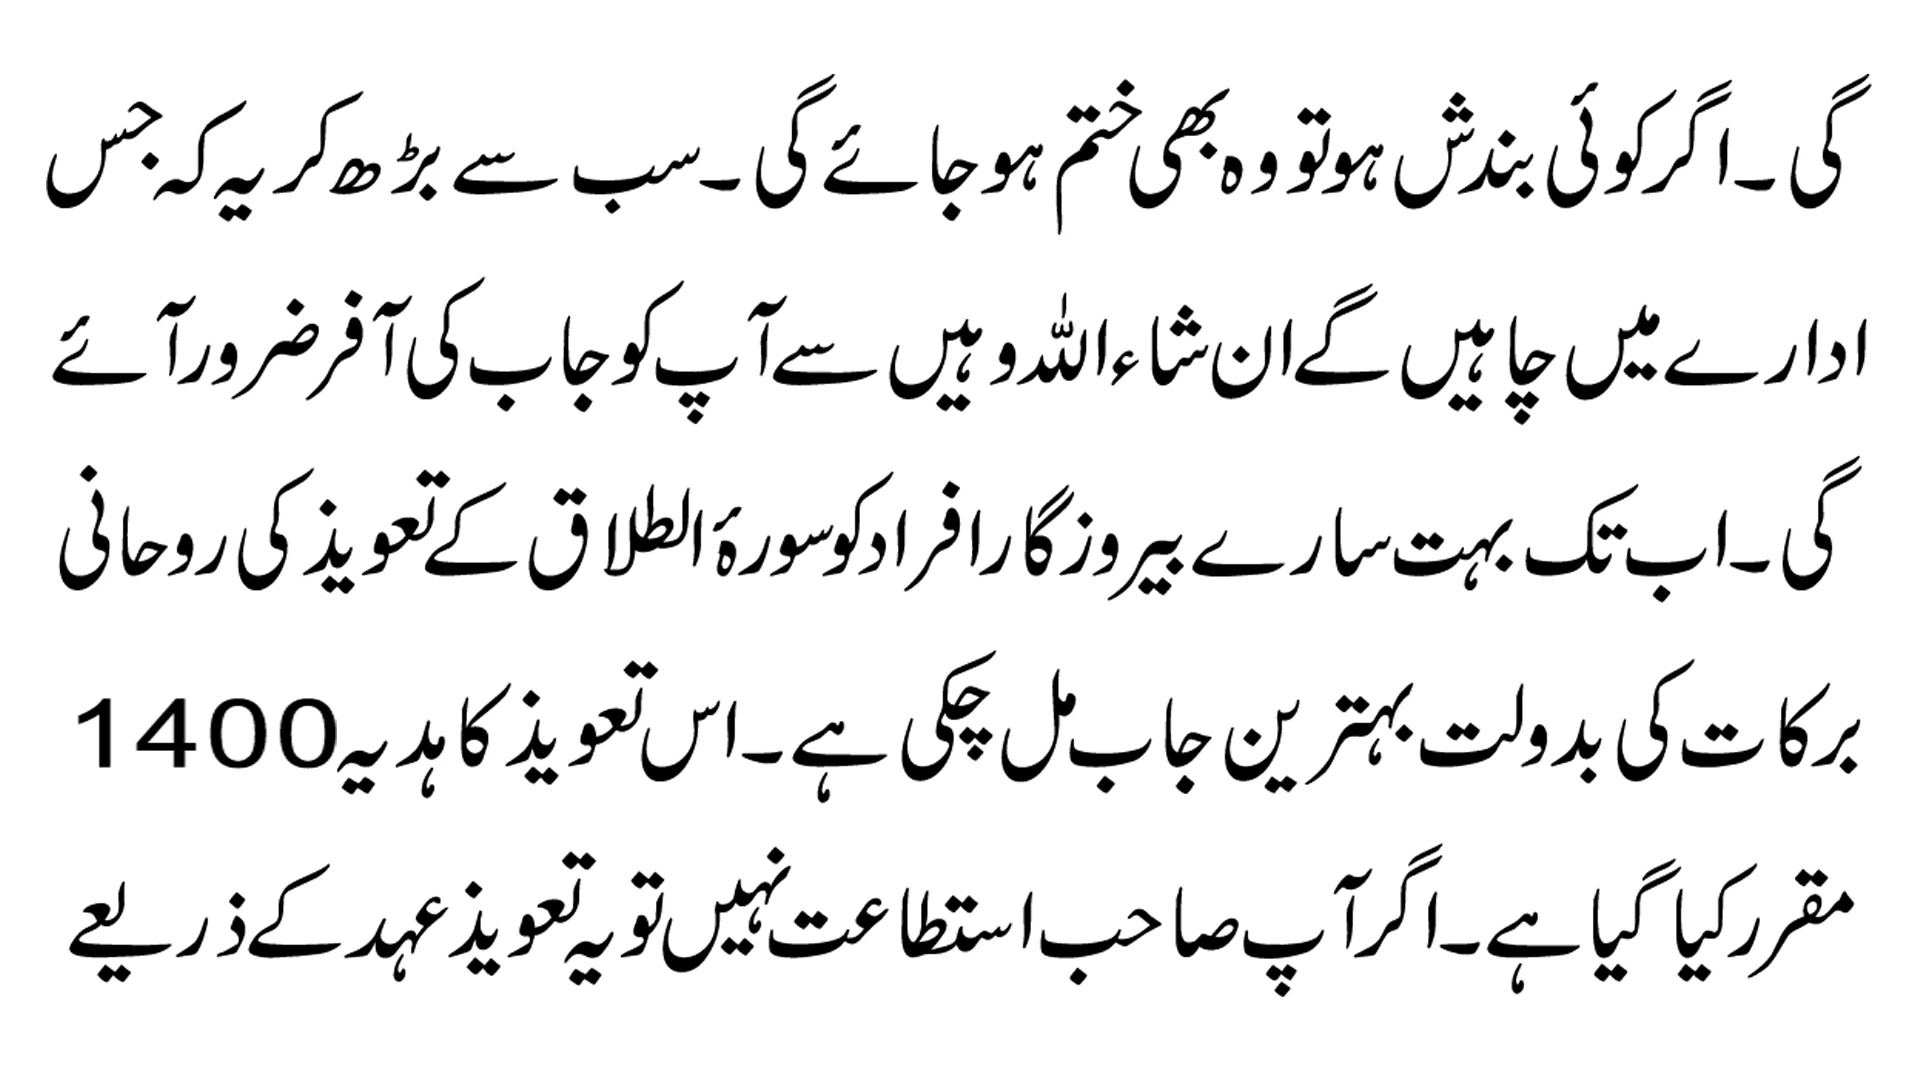 گی۔اگر کوئی بندش ہو تو وہ بھی ختم ہو جائے گی۔سب سے بڑھ کر یہ کہ جس
ادارے میں چاہیں گے ان شاء اللہ وہیں سے آپ کو جاب کی آفر ضرور آئے
گی۔اب تک بہت سارے بیروزگار افراد کو سورۂ الطلاق کے تعویذ کی روحانی
برکات کی بدولت بہترین جاب مل چکی ہے۔اس تعویذ کا ہدیہ 1400
مقرر کیا گیا ہے۔اگر آپ صاحب استطاعت نہیں تو یہ تعویذ عہد کے ذریعے